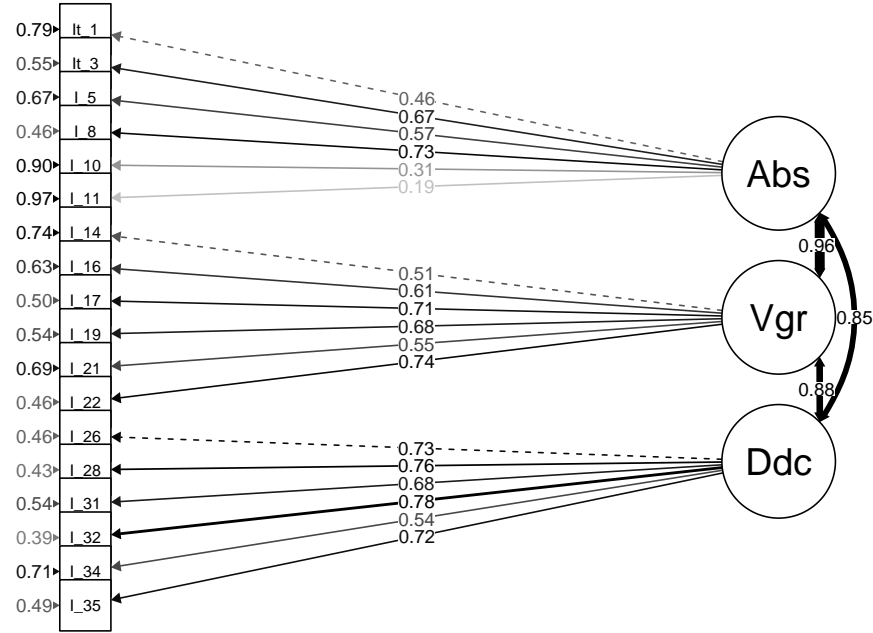 0.79 It_1
0.55 It_3
0.67 I_5
0.46 I_8
0.90 I_10
0.97 I_11
0.74 I_14
0.63 I_16
0.50 I_17
0.54 I_19
0.69 I_21
0.46 I_22
0.46 I_26
0.43 I_28
0.54 I_31
0.39 I_32
0.71 I_34
0.49 I_35
0.46
0.67
0.57
0.73
0.31
0.19
0.51
0.61
0.71
0.68
0.55
0.74
0.73
0.76
0.68
0.78
0.54
0.72
Abs
0.96
Vgr
0.85
0.88
Ddc